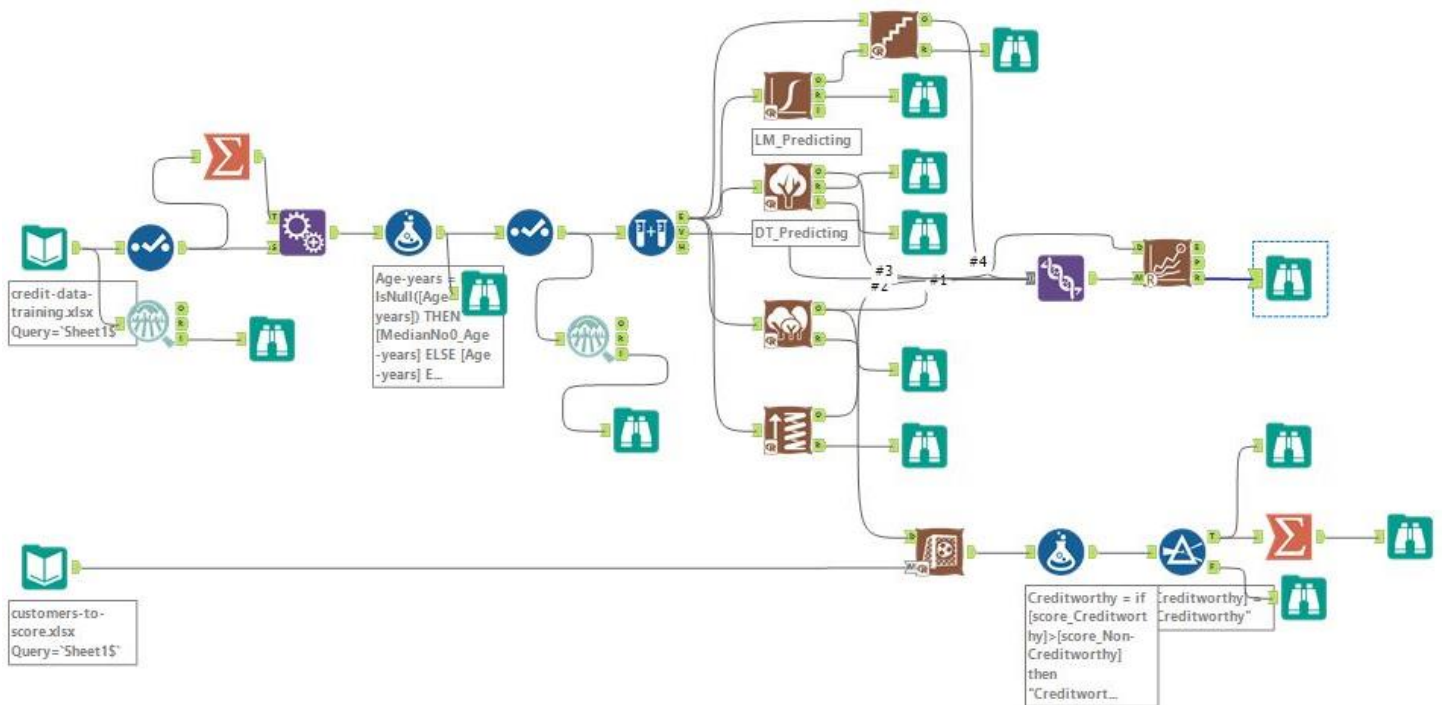 LM_Predicting
DT_Predicting
#4
#3
#2
#1
credit-data-
training.xlsx
Query=`Sheet1$`
Age-years =
IsNull([Age-
years]) THEN
[MedianNo0_Age
-years] ELSE [Age
-years] E...
customers-to-
score.xlsx
Query=`Sheet1$`
Creditworthy = if
[score_Creditwort
hy]>[score_Non-
Creditworthy]
then
"Creditwort...
Creditworthy] =
Creditworthy"